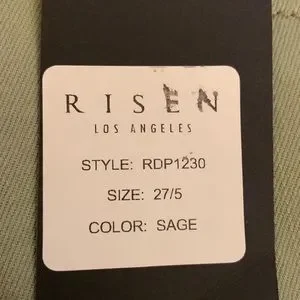 RISEN
LOS ANGELES
STYLE: RDP1230
SIZE: 27/5
COLOR: SAGE